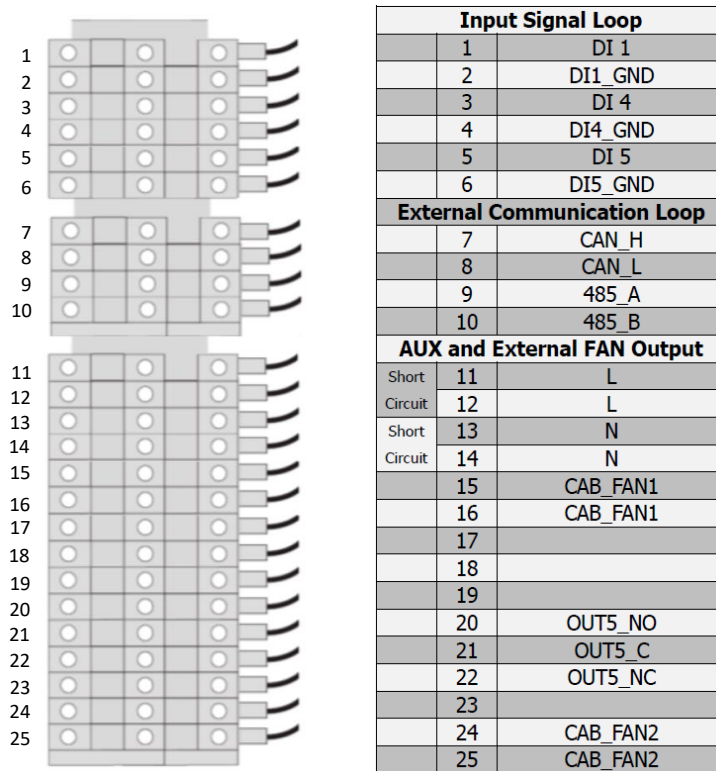 1
2
3
4
5
6
7
8
9
10
11
12
13
14
15
16
17
18
19
20
21
22
23
24
25
Input Signal Loop
1 DI 1
2 DI1_GND
3 DI 4
4 DI4_GND
5 DI 5
6 DI5_GND
External Communication Loop
7 CAN_H
8 CAN_L
9 485_A
10 485_B
AUX and External FAN Output
Short 11 L
Circuit 12 L
Short 13 N
Circuit 14 N
15 CAB_FAN1
16 CAB_FAN1
17
18
19
20 OUT5_NO
21 OUT5_C
22 OUT5_NC
23
24 CAB_FAN2
25 CAB_FAN2